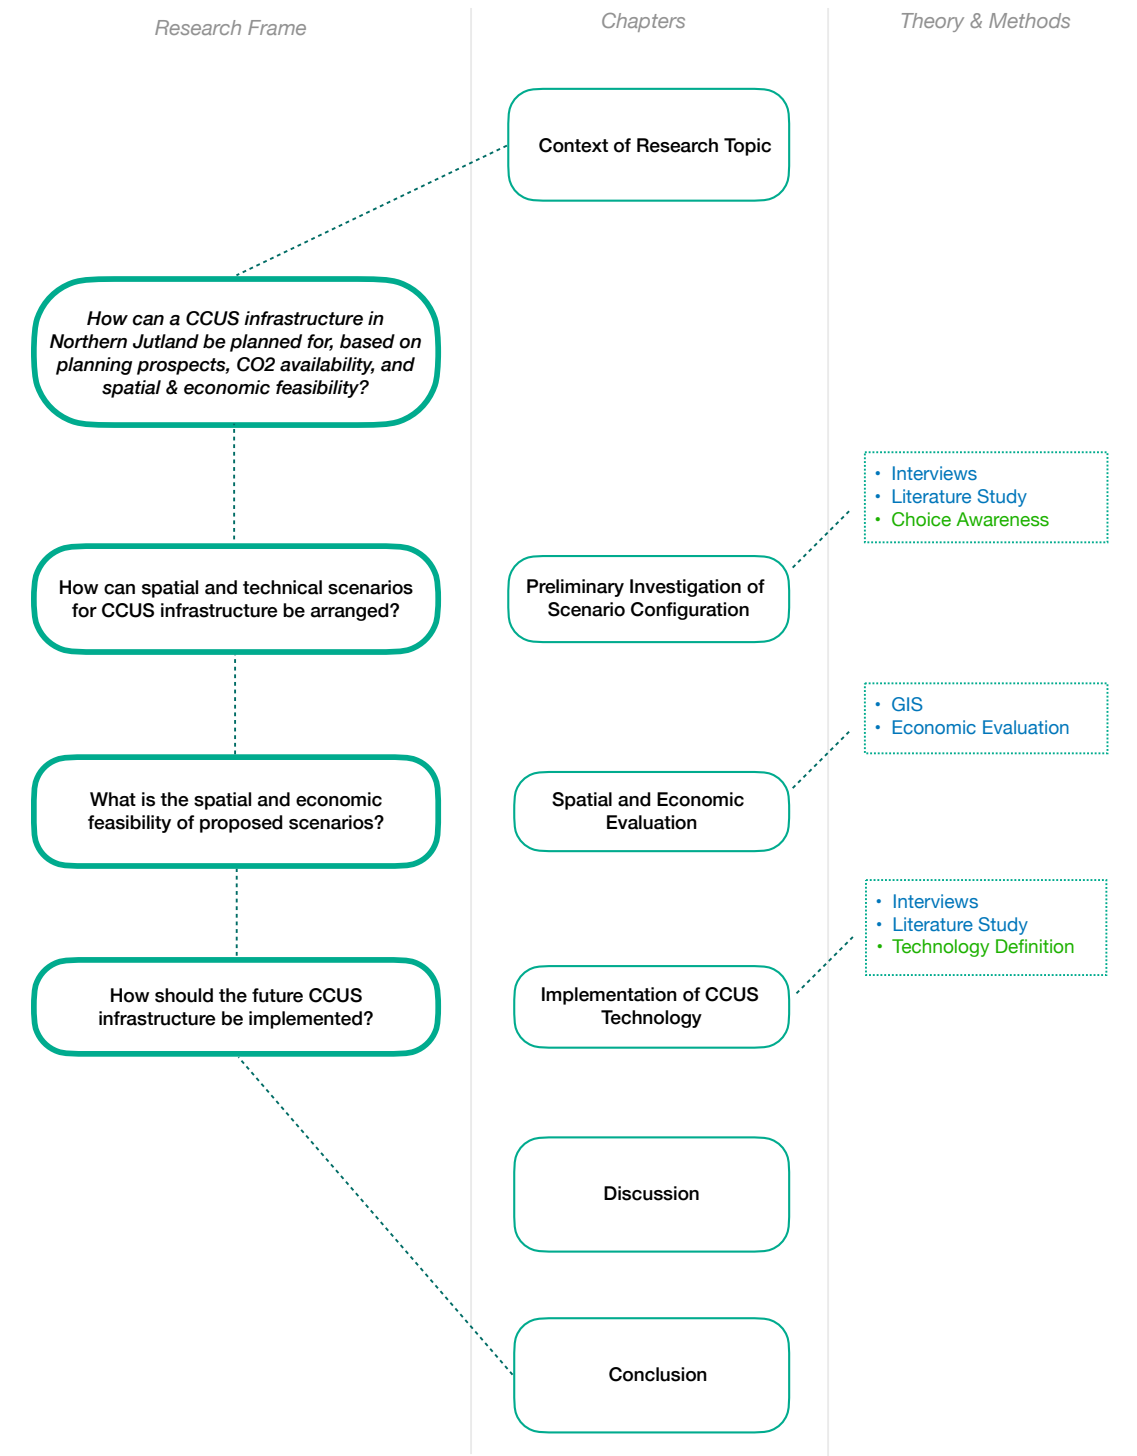 Research Frame
Chapters
Theory & Methods
Context of Research Topic
How can a CCUS infrastructure in
Northern Jutland be planned for, based on
planning prospects, CO2 availability, and
spatial & economic feasibility?
• Interviews
• Literature Study
• Choice Awareness
How can spatial and technical scenarios
for CCUS infrastructure be arranged?
Preliminary Investigation of
Scenario Configuration
• GIS
• Economic Evaluation
What is the spatial and economic
feasibility of proposed scenarios?
Spatial and Economic
Evaluation
• Interviews
• Literature Study
• Technology Definition
How should the future CCUS
infrastructure be implemented?
Implementation of CCUS
Technology
Discussion
Conclusion